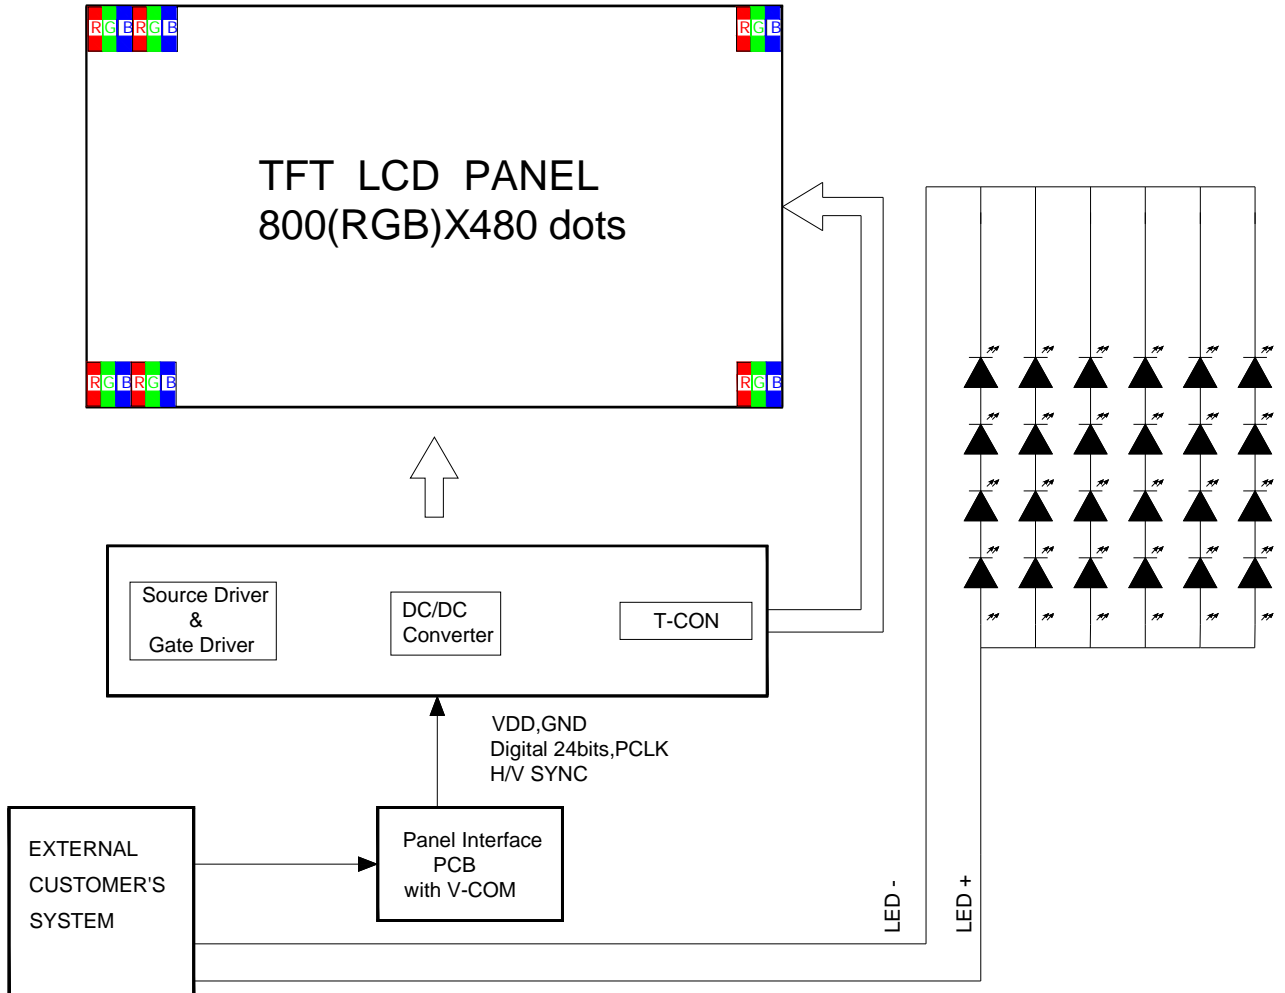 RGBRGB RGB
TFT LCD PANEL
800(RGB)X480 dots
RGBRGB RGB
Source Driver
&
Gate Driver
DC/DC
Converter
T-CON
VDD,GND
Digital 24bits,PCLK
H/V SYNC
EXTERNAL
CUSTOMER'S
SYSTEM
Panel Interface
PCB
with V-COM
LED -
LED +